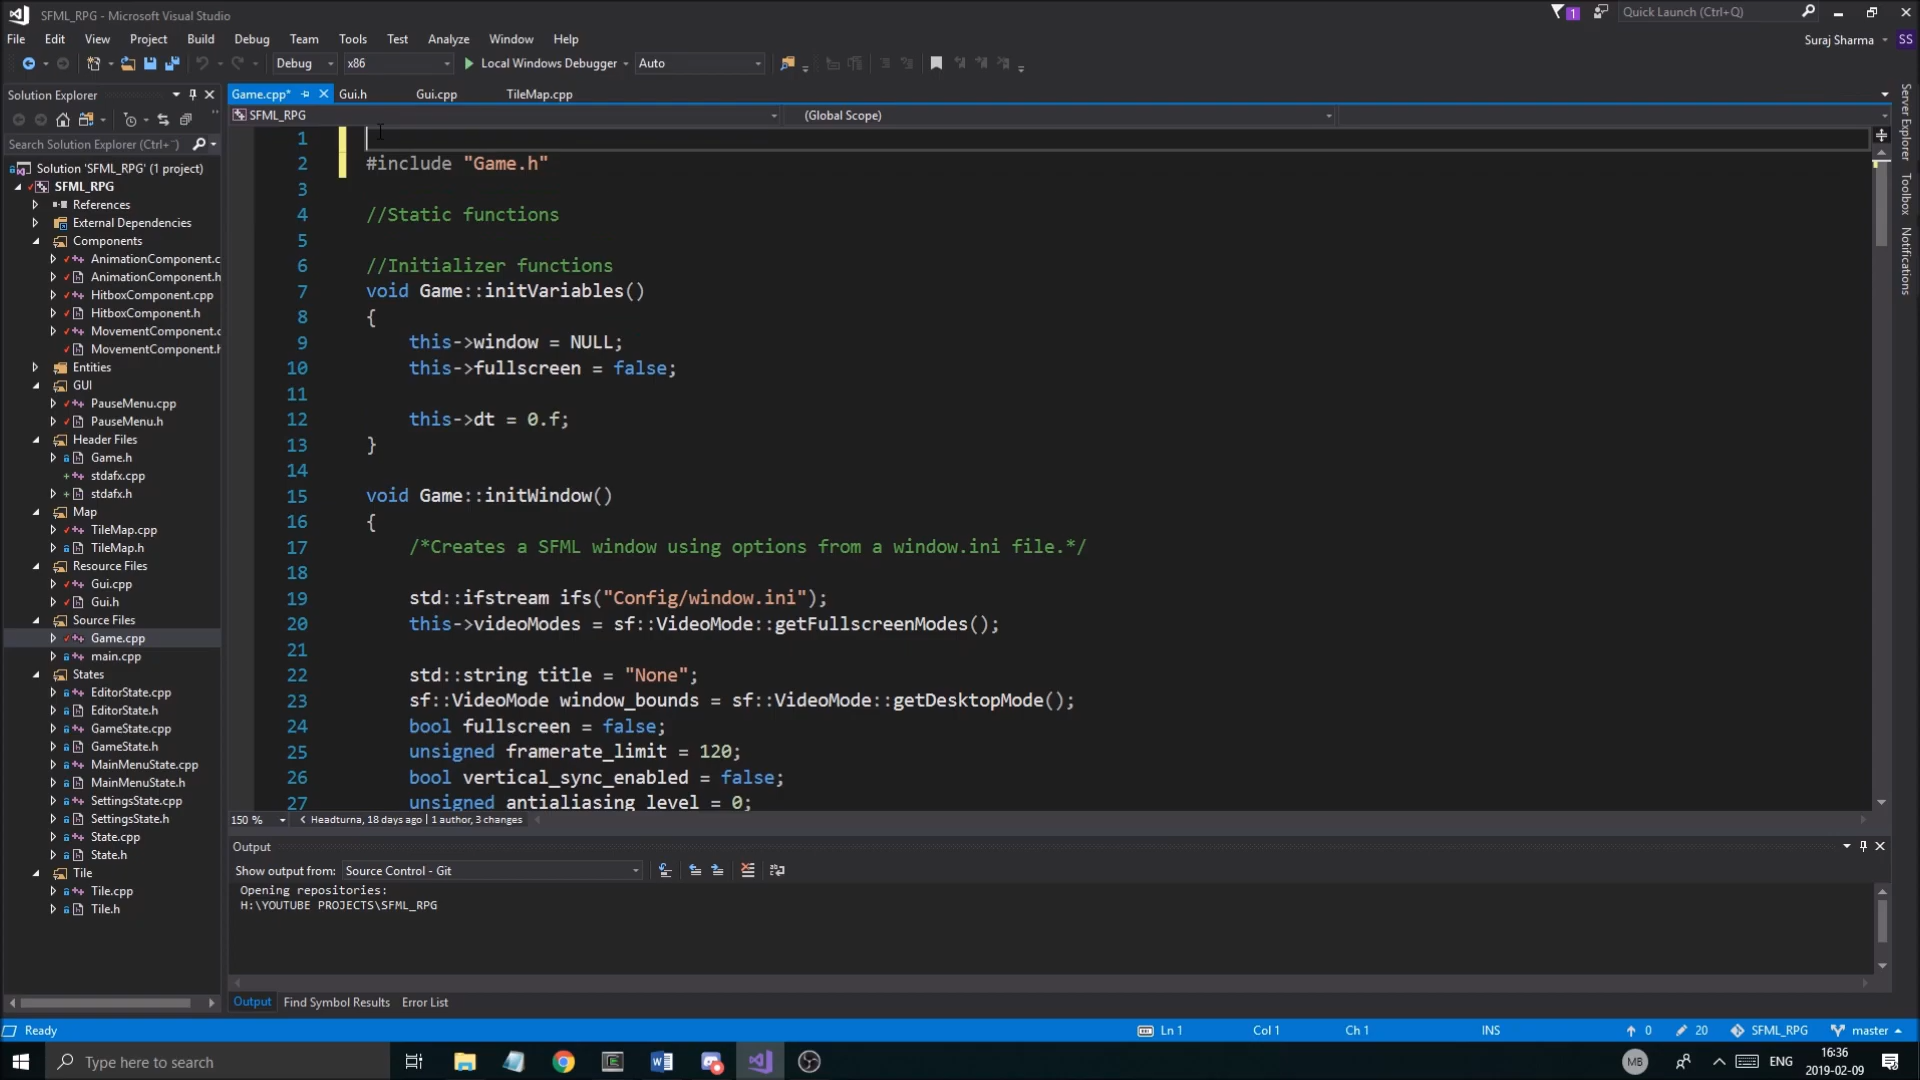 SFML_RPG - Microsoft Visual Studio
1
Quick Launch (Ctrl+Q)
File Edit View Project Build Debug Team Tools Test Analyze Window Help
Suraj Sharma SS
Debug x86 Local Windows Debugger Auto
Solution Explorer
Game.cpp* Gui.h Gui.cpp TileMap.cpp
SFML_RPG (Global Scope)
Search Solution Explorer (Ctrl+¨)
Solution 'SFML_RPG' (1 project)
SFML_RPG
References
External Dependencies
Components
AnimationComponent.c
AnimationComponent.h
HitboxComponent.cpp
HitboxComponent.h
MovementComponent.c
MovementComponent.h
Entities
GUI
PauseMenu.cpp
PauseMenu.h
Header Files
Game.h
stdafx.cpp
stdafx.h
Map
TileMap.cpp
TileMap.h
Resource Files
Gui.cpp
Gui.h
Source Files
Game.cpp
main.cpp
States
EditorState.cpp
EditorState.h
GameState.cpp
GameState.h
MainMenuState.cpp
MainMenuState.h
SettingsState.cpp
SettingsState.h
State.cpp
State.h
Tile
Tile.cpp
Tile.h
1
2 #include "Game.h"
3
4 //Static functions
5
6 //Initializer functions
7 void Game::initVariables()
8 {
9 this->window = NULL;
10 this->fullscreen = false;
11
12 this->dt = 0.f;
13 }
14
15 void Game::initWindow()
16 {
17 /*Creates a SFML window using options from a window.ini file.*/
18
19 std::ifstream ifs("Config/window.ini");
20 this->videoModes = sf::VideoMode::getFullscreenModes();
21
22 std::string title = "None";
23 sf::VideoMode window_bounds = sf::VideoMode::getDesktopMode();
24 bool fullscreen = false;
25 unsigned framerate_limit = 120;
26 bool vertical_sync_enabled = false;
27 unsigned antialiasing_level = 0;
150 % Headturna, 18 days ago | 1 author, 3 changes
Output
Show output from: Source Control - Git
Opening repositories:
H:\YOUTUBE PROJECTS\SFML_RPG
Output Find Symbol Results Error List
Server Explorer
Toolbox
Notifications
Ready Ln 1 Col 1 Ch 1 INS 0 20 SFML_RPG master
Type here to search
MB ENG 16:36
2019-02-09